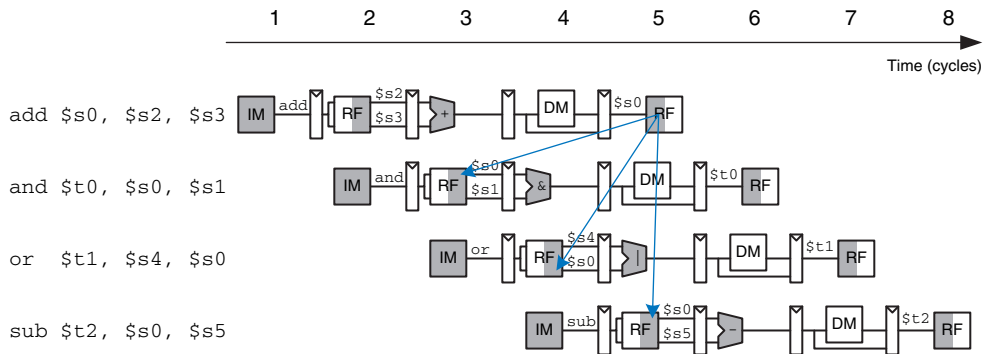 1 2 3 4 5 6 7 8
Time (cycles)
add $s0, $s2, $s3 IM add RF $s2 $s3 + DM $s0 RF
and $t0, $s0, $s1 IM and RF $s0 $s1 & DM $t0 RF
or $t1, $s4, $s0 IM or RF $s4 $s0 | DM $t1 RF
sub $t2, $s0, $s5 IM sub RF $s0 $s5 - DM $t2 RF